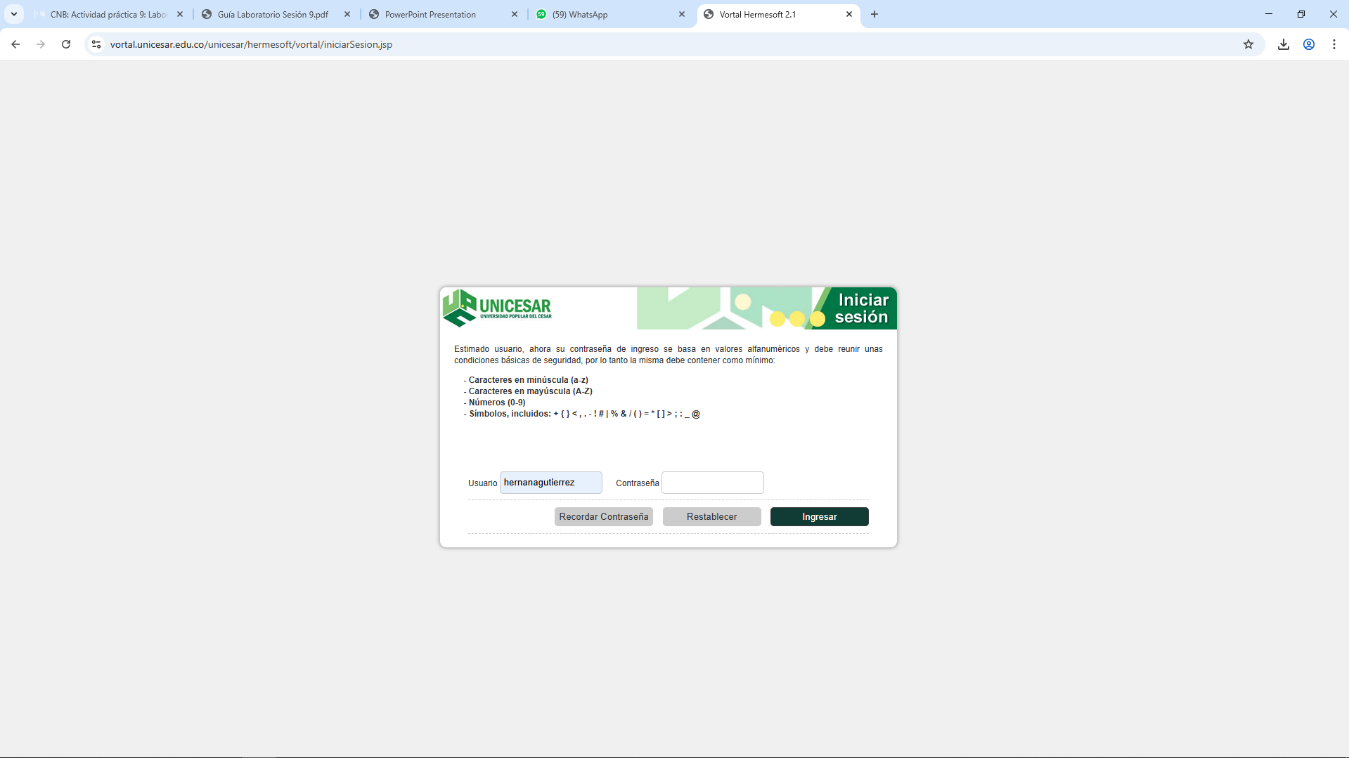 CNB: Actividad práctica 9: Labo
Guía Laboratorio Sesión 9.pdf
PowerPoint Presentation
59
(59) WhatsApp
Vortal Hermesoft 2.1
vortal.unicesar.edu.co/unicesar/hermesoft/vortal/iniciarSesion.jsp
UNICESAR
UNIVERSIDAD POPULAR DEL CESAR
Iniciar
sesión
Estimado usuario, ahora su contraseña de ingreso se basa en valores alfanuméricos y debe reunir unas
condiciones básicas de seguridad, por lo tanto la misma debe contener como mínimo:
- Caracteres en minúscula (a-z)
- Caracteres en mayúscula (A-Z)
- Números (0-9)
- Símbolos, incluidos: + { } < , . - ! # | % & / ( ) = * [ ] > ; : _ @
Usuario hernanagutierrez Contraseña
Recordar Contraseña Restablecer Ingresar